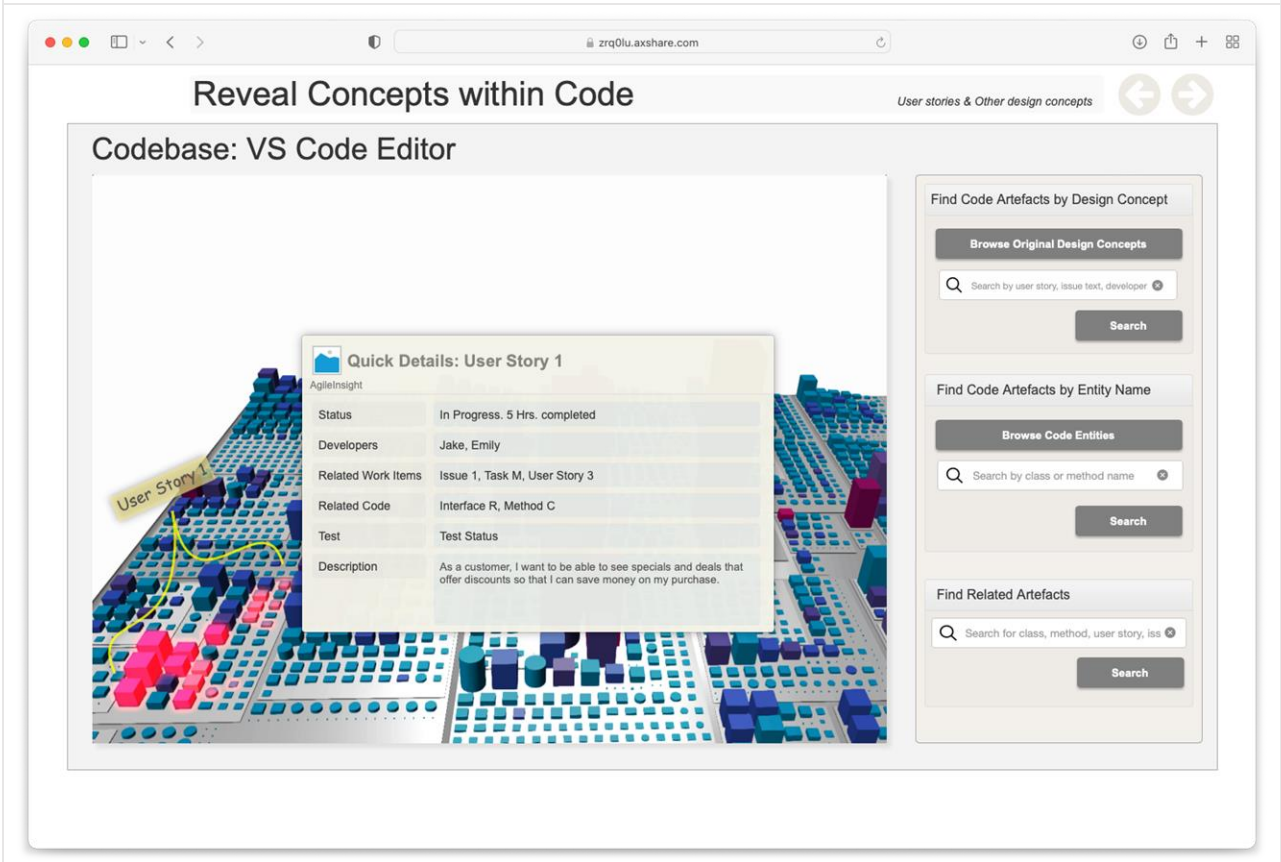 zrq0lu.axshare.com
Reveal Concepts within Code
User stories & Other design concepts
Codebase: VS Code Editor
User Story 1
Quick Details: User Story 1
AgileInsight
Status
In Progress. 5 Hrs. completed
Developers
Jake, Emily
Related Work Items
Issue 1, Task M, User Story 3
Related Code
Interface R, Method C
Test
Test Status
Description
As a customer, I want to be able to see specials and deals that
offer discounts so that I can save money on my purchase.
Find Code Artefacts by Design Concept
Browse Original Design Concepts
Search by user story, issue text, developer
Search
Find Code Artefacts by Entity Name
Browse Code Entities
Search by class or method name
Search
Find Related Artefacts
Search for class, method, user story, iss
Search